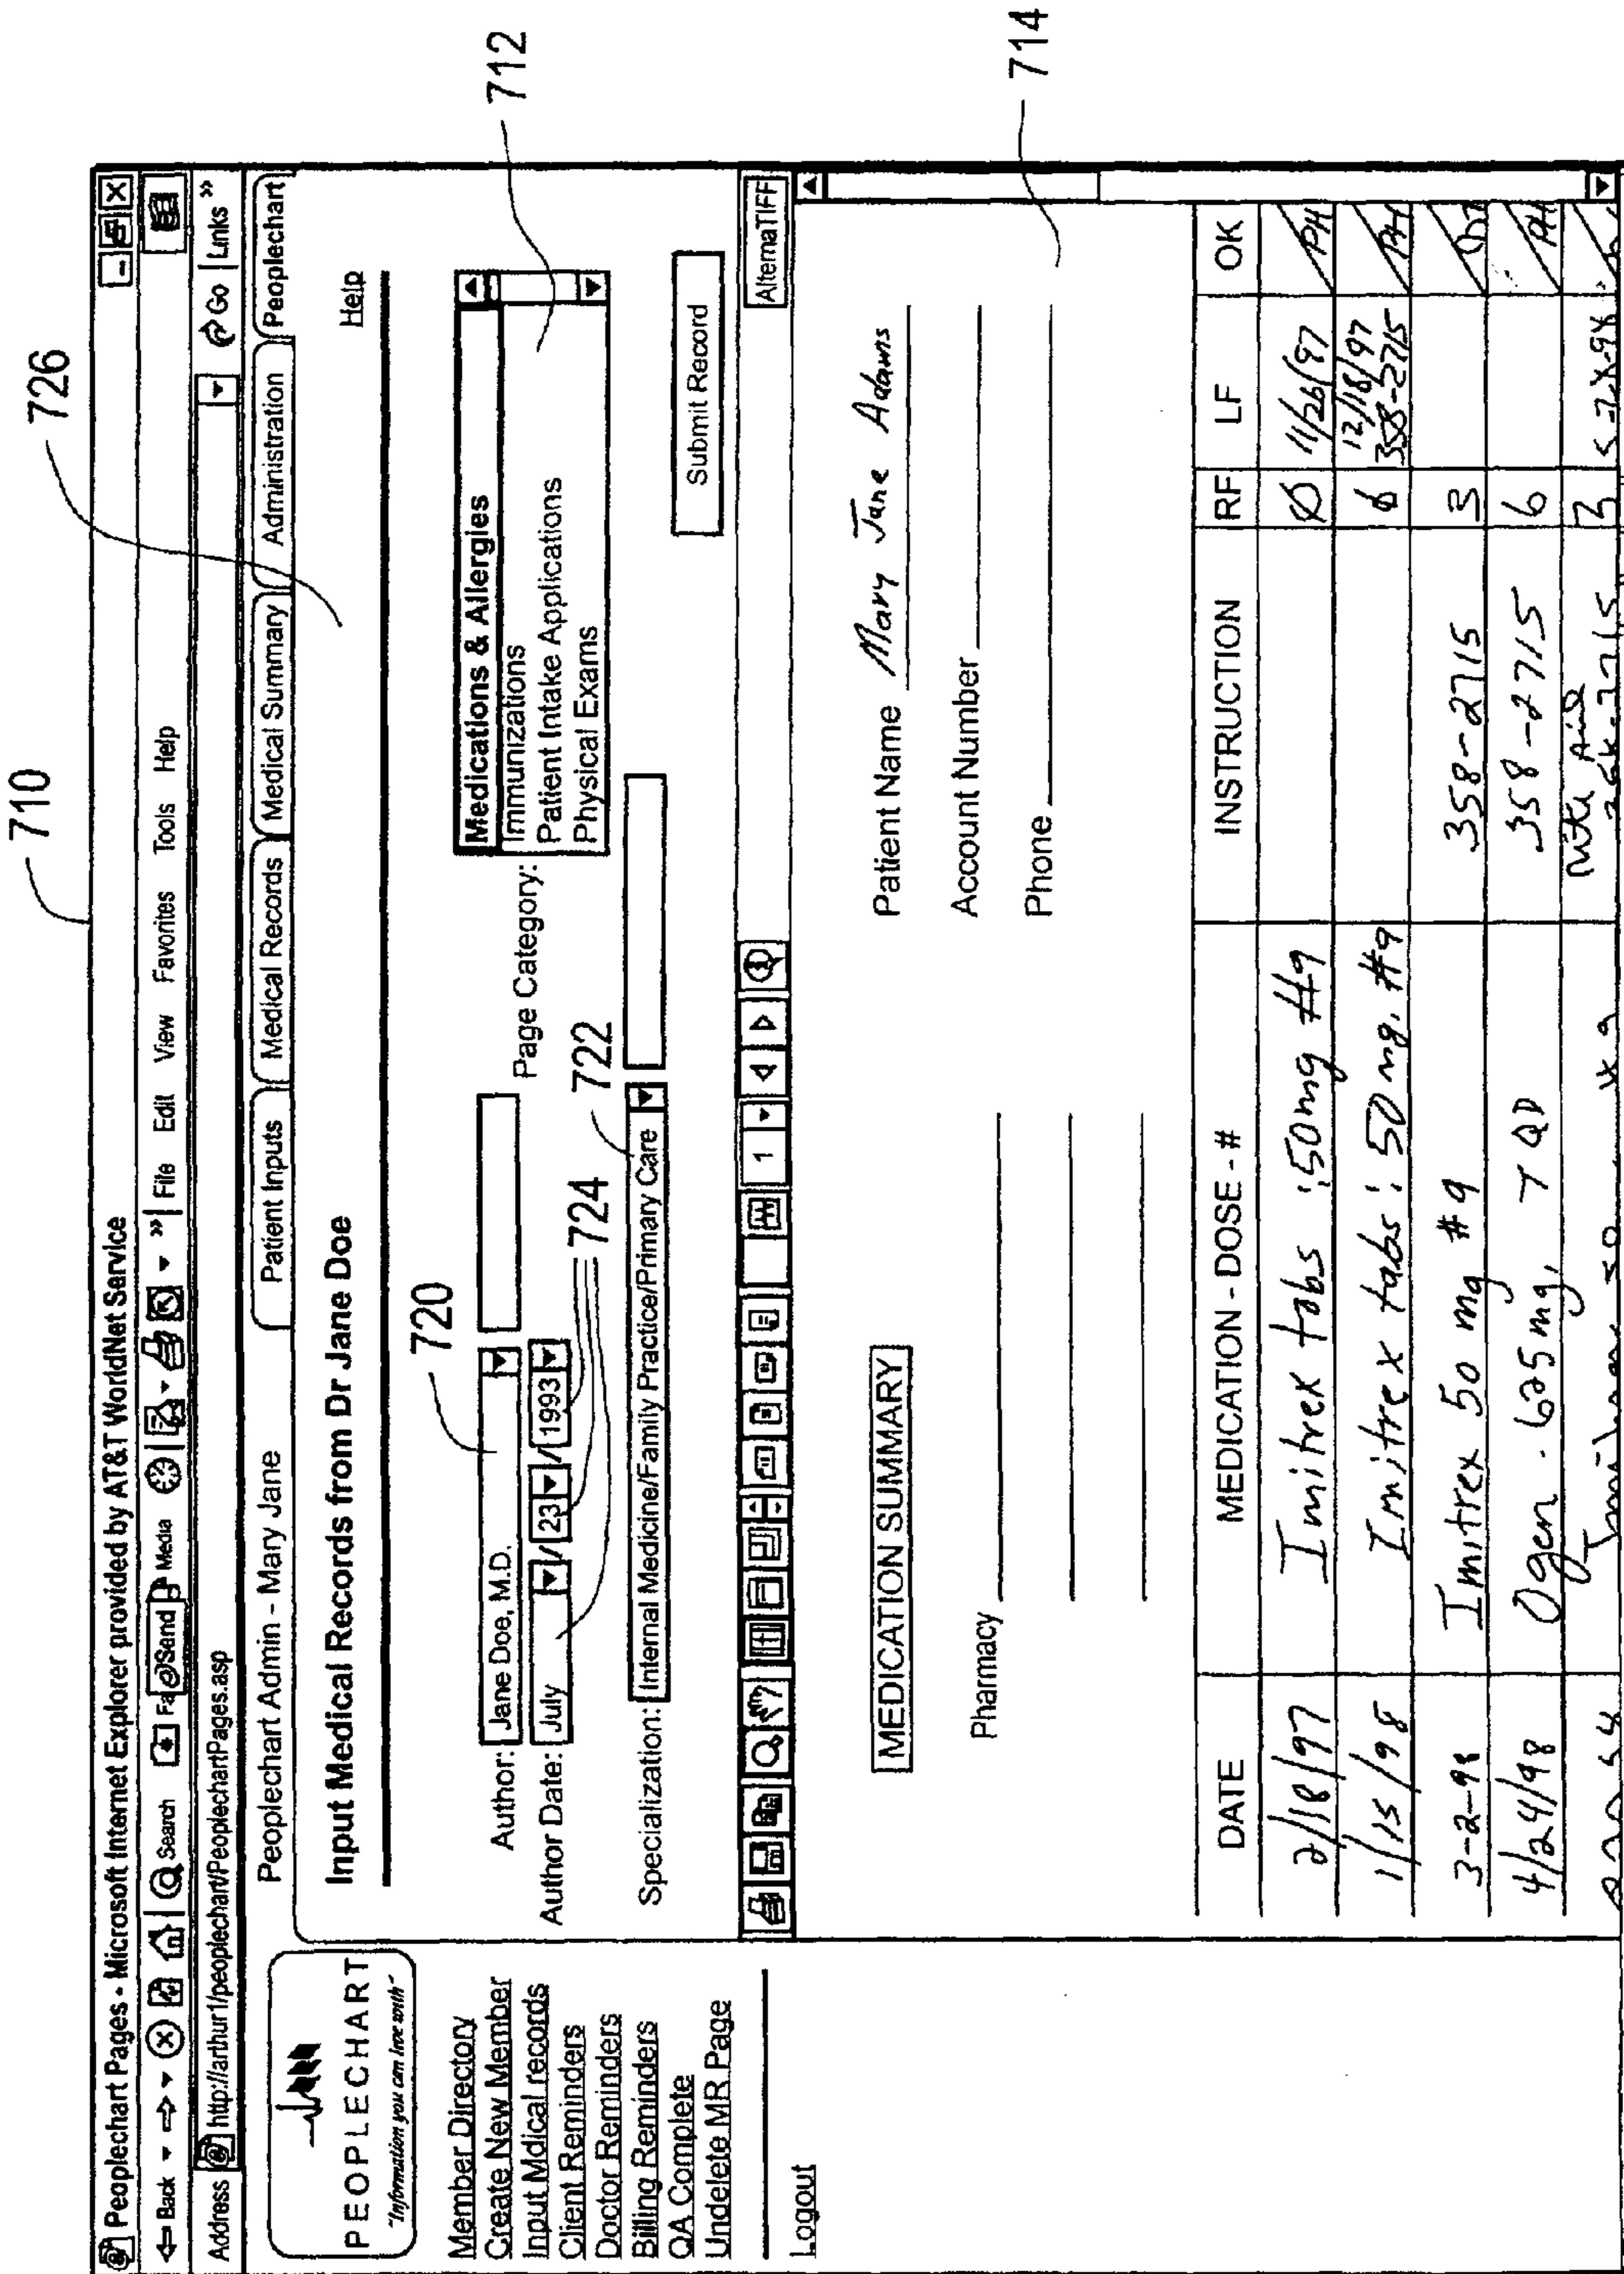 710
726
Peoplechart Pages - Microsoft Internet Explorer provided by AT&T WorldNet Service
Back Search Fa @Send Media » File Edit View Favorites Tools Help
Address http://arthur1/peoplechart/PeoplechartPages.asp Go Links »
PEOPLECHART
"Information you can live with"
Member Directory
Create New Member
Input Mdical records
Client Reminders
Doctor Reminders
Billing Reminders
QA Complete
Undelete MR Page
Logout
Peoplechart Admin - Mary Jane
Patient Inputs Medical Records Medical Summary Administration Peoplechart
Input Medical Records from Dr Jane Doe Help
720
Author: Jane Doe, M.D.
Author Date: July / 23 / 1993
724
Page Category:
Medications & Allergies
Immunizations
Patient Intake Applications
Physical Exams
712
722
Specialization: Internal Medicine/Family Practice/Primary Care
Submit Record
1 AlternaTIFF
MEDICATION SUMMARY
Patient Name Mary Jane Adams
Pharmacy
Account Number
Phone
714
DATE MEDICATION - DOSE - # INSTRUCTION RF LF OK
2/18/97 Imitrex tabs : 50mg #9 Ø 11/26/97 PH
1/15/98 Imitrex tabs : 50 mg. #9 12/18/97 PH
358-2715
3-2-98 Imitrex 50 mg #9 358-2715 3
4/24/98 Ogen .625 mg, 358-2715 6 PH